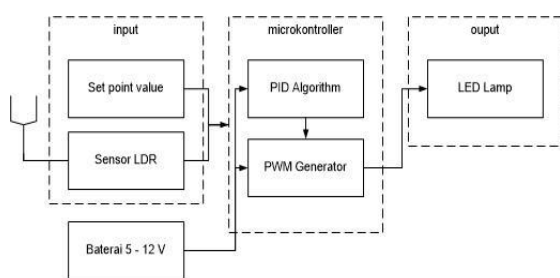 input
microkontroller
ouput
Set point value
PID Algorithm
LED Lamp
Sensor LDR
PWM Generator
Baterai 5 - 12 V